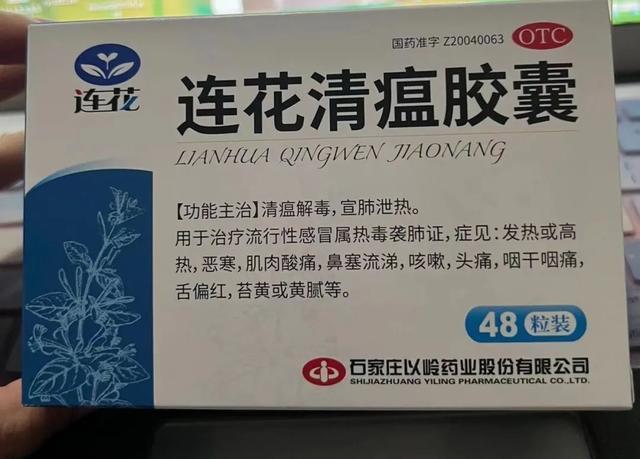 国药准字 Z20040063 OTC
连花
连花清瘟胶囊
LIANHUA QINGWEN JIAONANG
【功能主治】清瘟解毒，宣肺泄热。
用于治疗流行性感冒属热毒袭肺证，症见：发热或高
热，恶寒，肌肉酸痛，鼻塞流涕，咳嗽，头痛，咽干咽痛，
舌偏红，苔黄或黄腻等。
48粒装
石家庄以岭药业股份有限公司
SHIJIAZHUANG YILING PHARMACEUTICAL CO.,LTD.